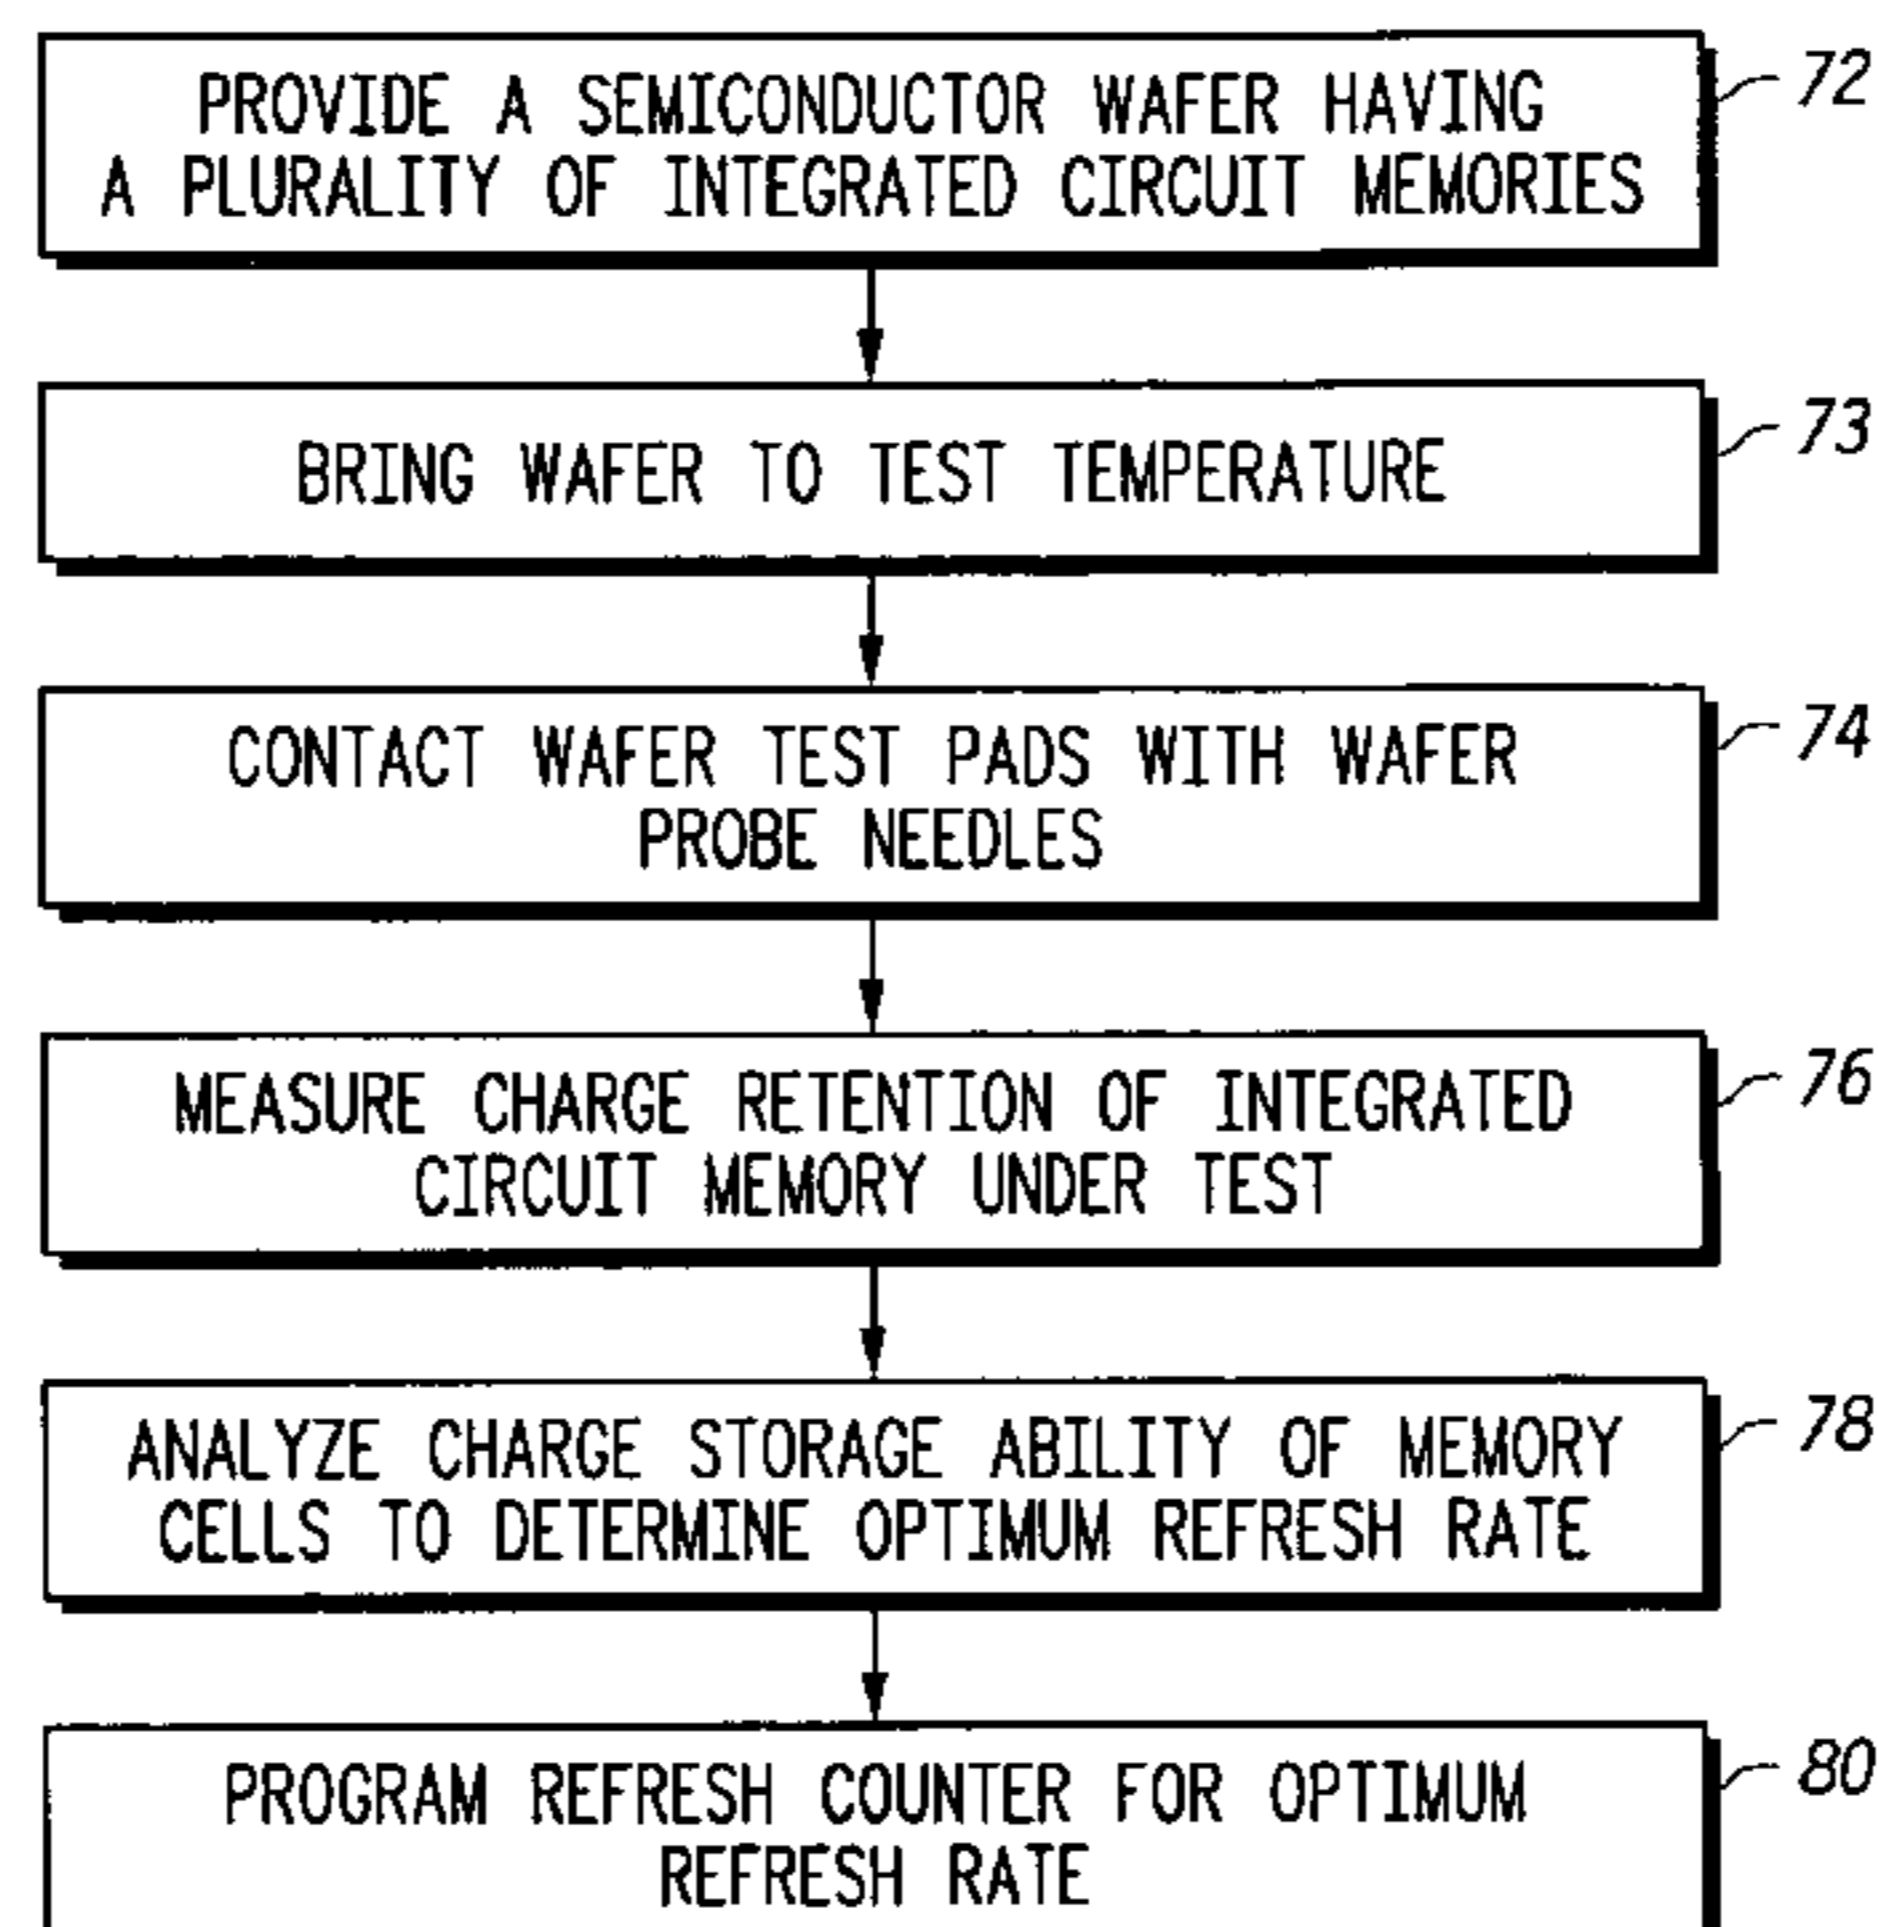 PROVIDE A SEMICONDUCTOR WAFER HAVING
A PLURALITY OF INTEGRATED CIRCUIT MEMORIES
72
BRING WAFER TO TEST TEMPERATURE
73
CONTACT WAFER TEST PADS WITH WAFER
PROBE NEEDLES
74
MEASURE CHARGE RETENTION OF INTEGRATED
CIRCUIT MEMORY UNDER TEST
76
ANALYZE CHARGE STORAGE ABILITY OF MEMORY
CELLS TO DETERMINE OPTIMUM REFRESH RATE
78
PROGRAM REFRESH COUNTER FOR OPTIMUM
REFRESH RATE
80